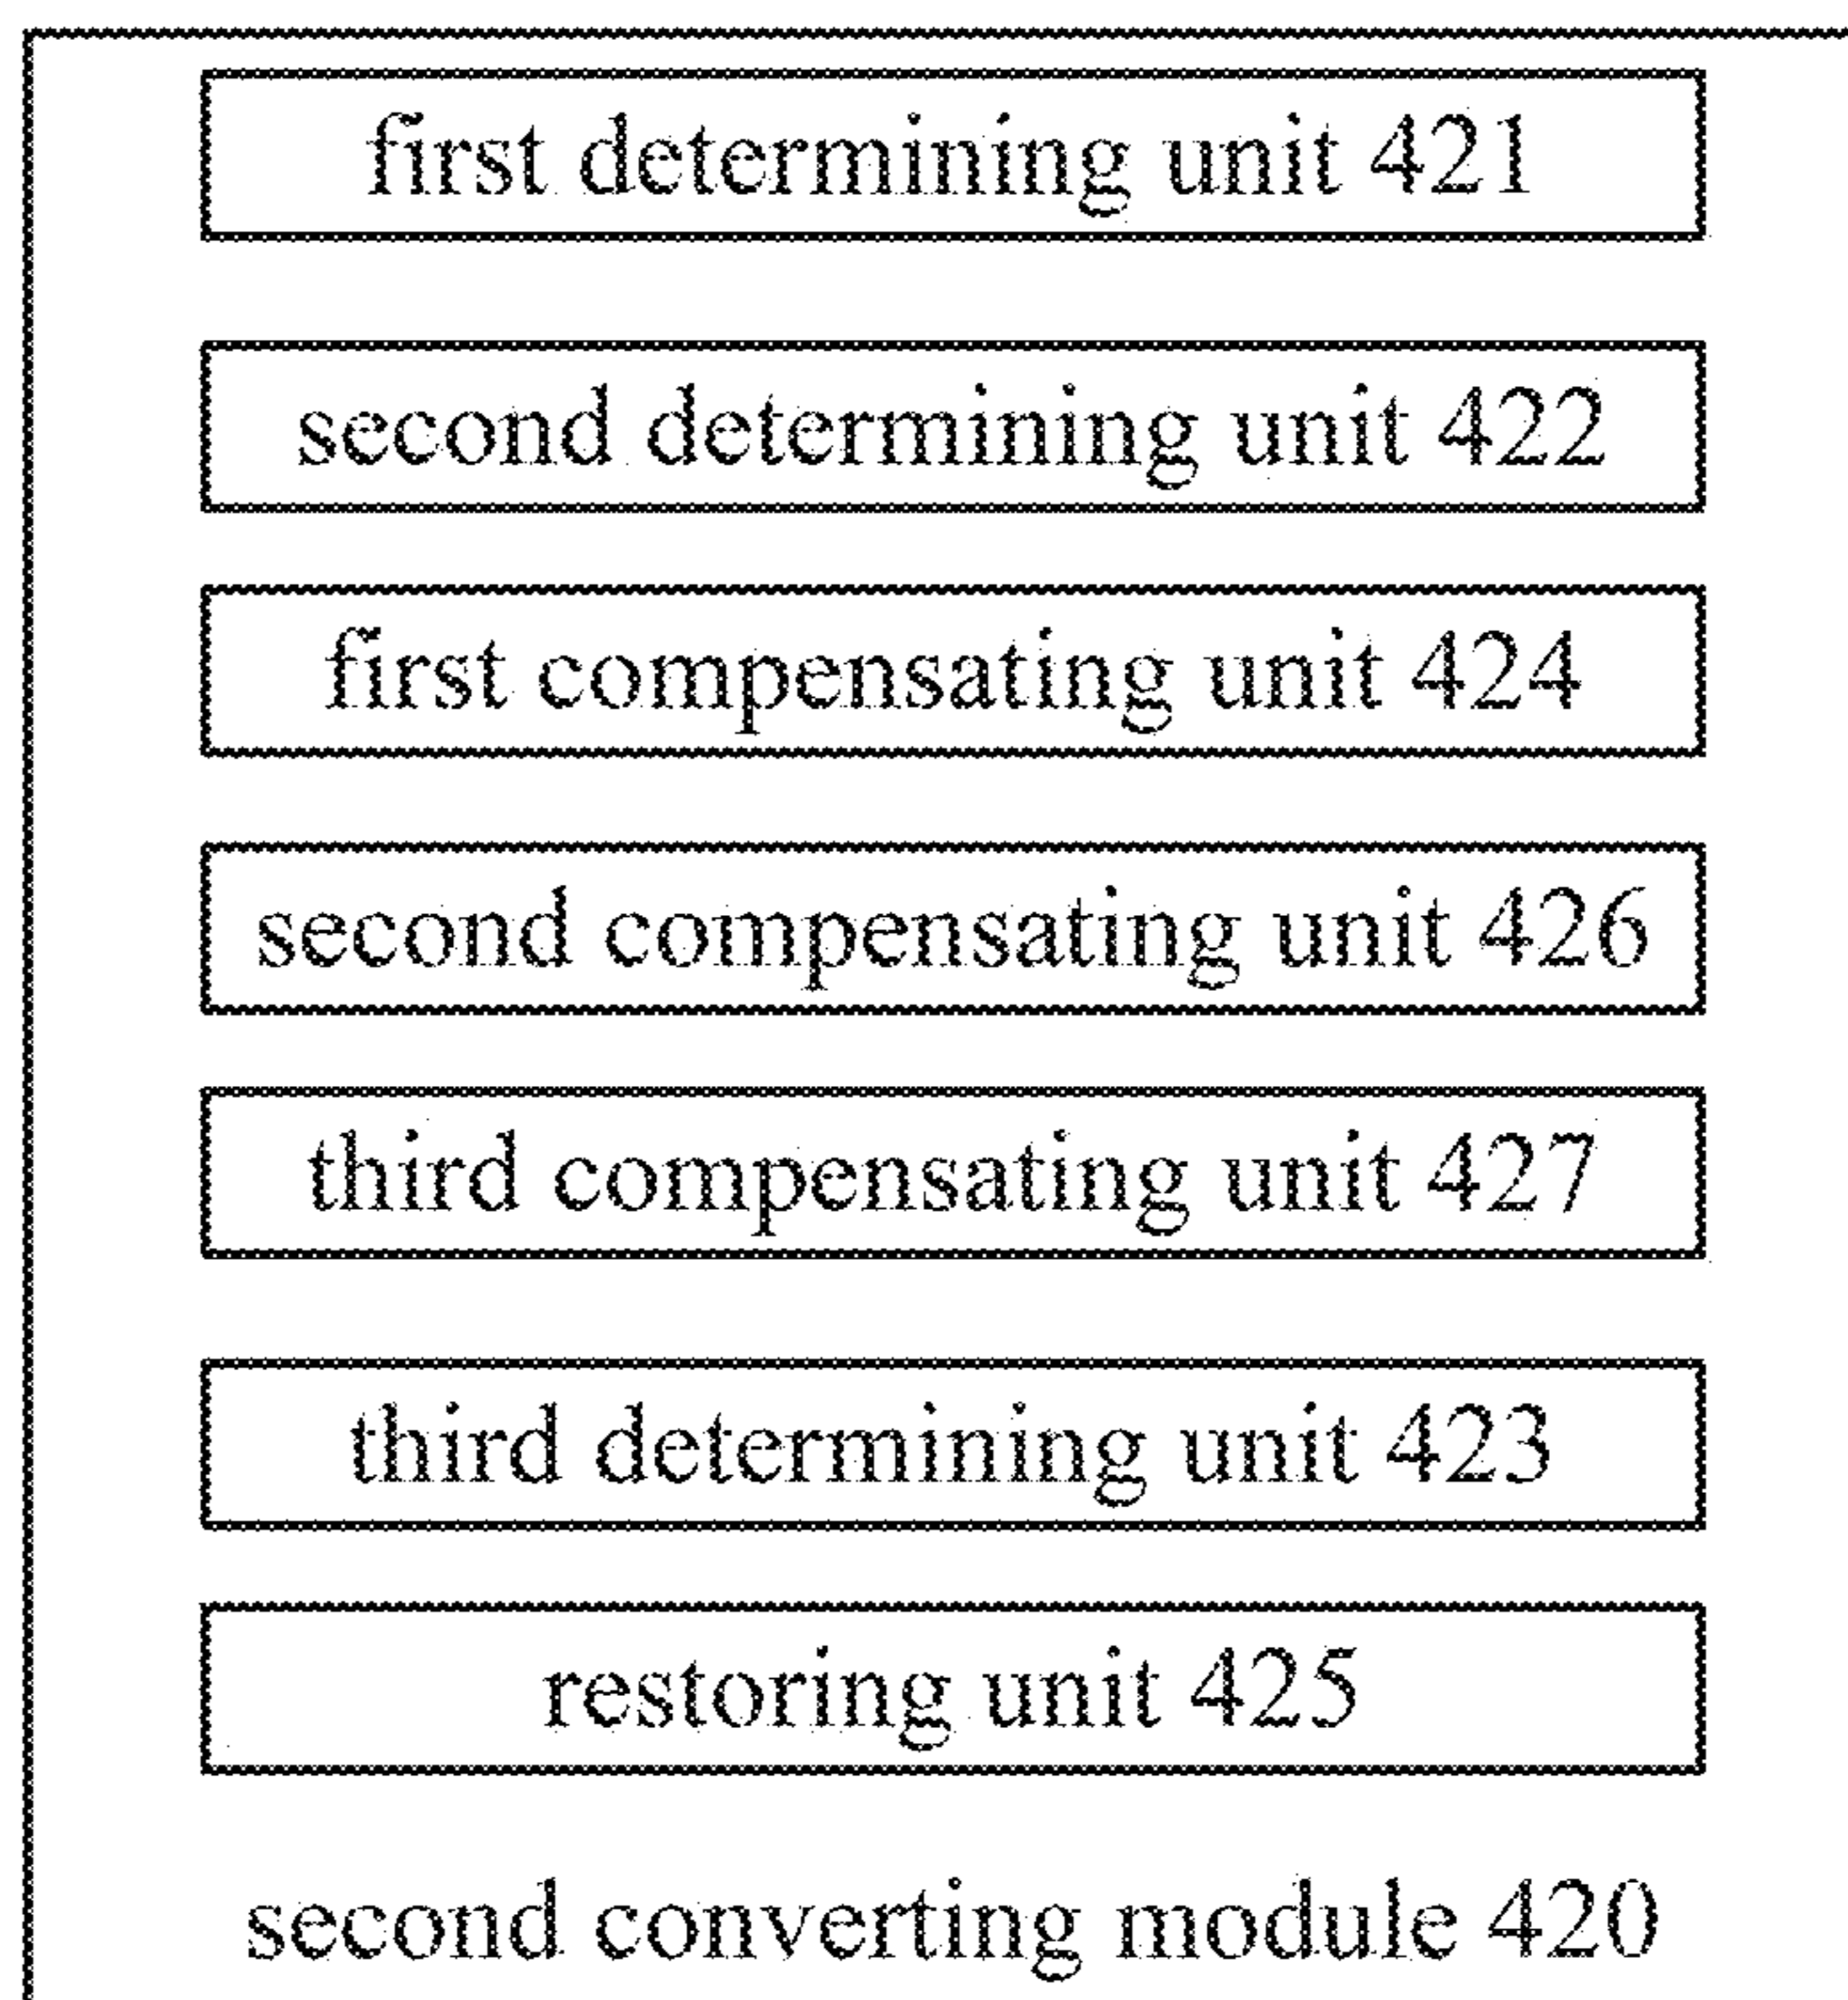 first determining unit 421
second determining unit 422
first compensating unit 424
second compensating unit 426
third compensating unit 427
third determining unit 423
restoring unit 425
second converting module 420